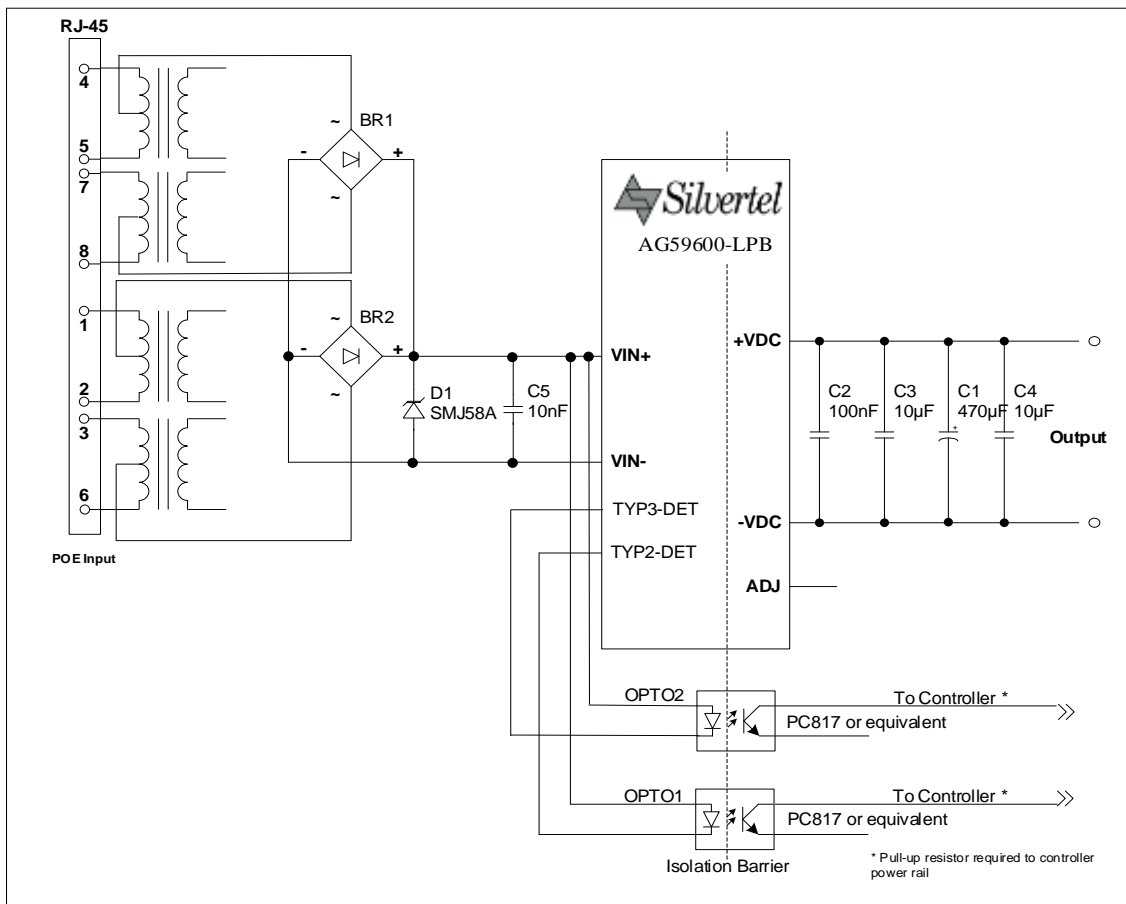 RJ-45
4
5
7
8
1
2
3
6
POE Input
~
BR1
-
+
~
~
BR2
-
+
~
D1
SMJ58A
C5
10nF
Silvertel
AG59600-LPB
VIN+
VIN-
TYP3-DET
TYP2-DET
+VDC
-VDC
ADJ
C2
100nF
C3
10µF
C1
470µF
+
C4
10µF
Output
OPTO2
To Controller *
PC817 or equivalent
OPTO1
To Controller *
PC817 or equivalent
Isolation Barrier
* Pull-up resistor required to controller
power rail